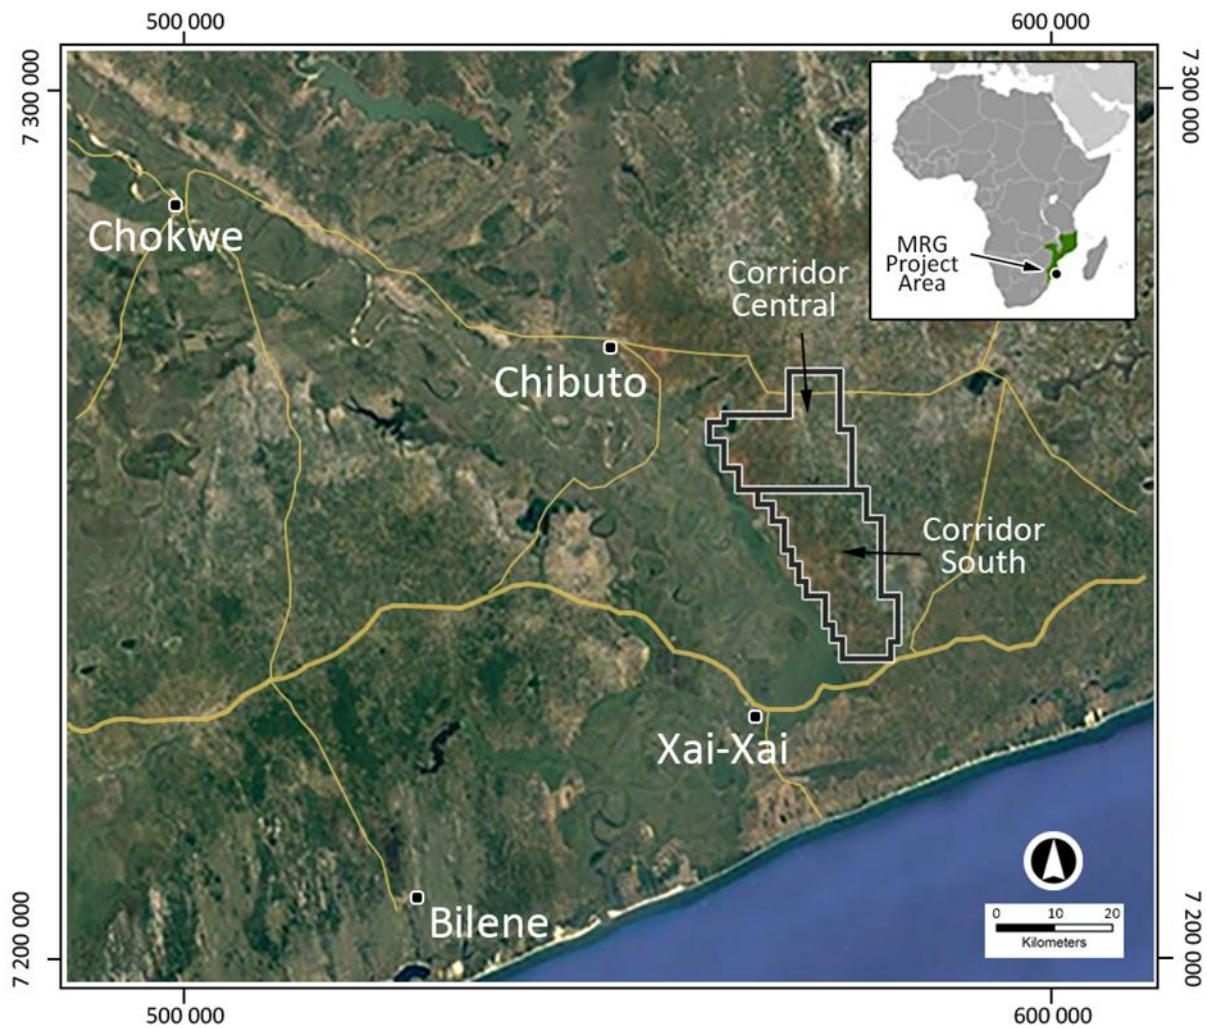 500 000
600 000
7 300 000
7 300 000
MRG
Project
Area
Chokwe
Corridor
Central
Chibuto
Corridor
South
Xai-Xai
Bilene
0 10 20
Kilometers
7 200 000
7 200 000
500 000
600 000